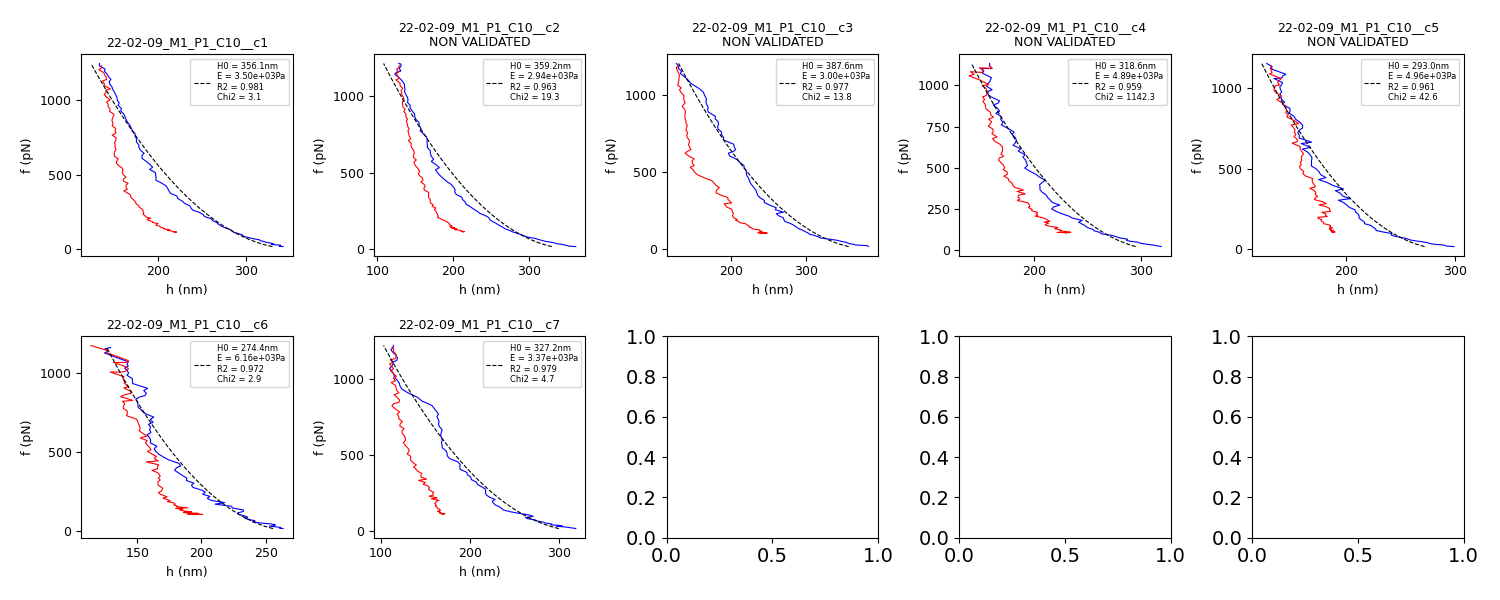 22-02-09_M1_P1_C10__c1
f (pN)
1000
500
0
200
300
h (nm)
H0 = 356.1nm
E = 3.50e+03Pa
R2 = 0.981
Chi2 = 3.1
22-02-09_M1_P1_C10__c2
NON VALIDATED
f (pN)
1000
500
0
100
200
300
h (nm)
H0 = 359.2nm
E = 2.94e+03Pa
R2 = 0.963
Chi2 = 19.3
22-02-09_M1_P1_C10__c3
NON VALIDATED
f (pN)
1000
500
0
200
300
h (nm)
H0 = 387.6nm
E = 3.00e+03Pa
R2 = 0.977
Chi2 = 13.8
22-02-09_M1_P1_C10__c4
NON VALIDATED
f (pN)
1000
750
500
250
0
200
300
h (nm)
H0 = 318.6nm
E = 4.89e+03Pa
R2 = 0.959
Chi2 = 1142.3
22-02-09_M1_P1_C10__c5
NON VALIDATED
f (pN)
1000
500
0
200
300
h (nm)
H0 = 293.0nm
E = 4.96e+03Pa
R2 = 0.961
Chi2 = 42.6
22-02-09_M1_P1_C10__c6
f (pN)
1000
500
0
150
200
250
h (nm)
H0 = 274.4nm
E = 6.16e+03Pa
R2 = 0.972
Chi2 = 2.9
22-02-09_M1_P1_C10__c7
f (pN)
1000
500
0
100
200
300
h (nm)
H0 = 327.2nm
E = 3.37e+03Pa
R2 = 0.979
Chi2 = 4.7
1.0
0.8
0.6
0.4
0.2
0.0
0.0
0.5
1.0
1.0
0.8
0.6
0.4
0.2
0.0
0.0
0.5
1.0
1.0
0.8
0.6
0.4
0.2
0.0
0.0
0.5
1.0